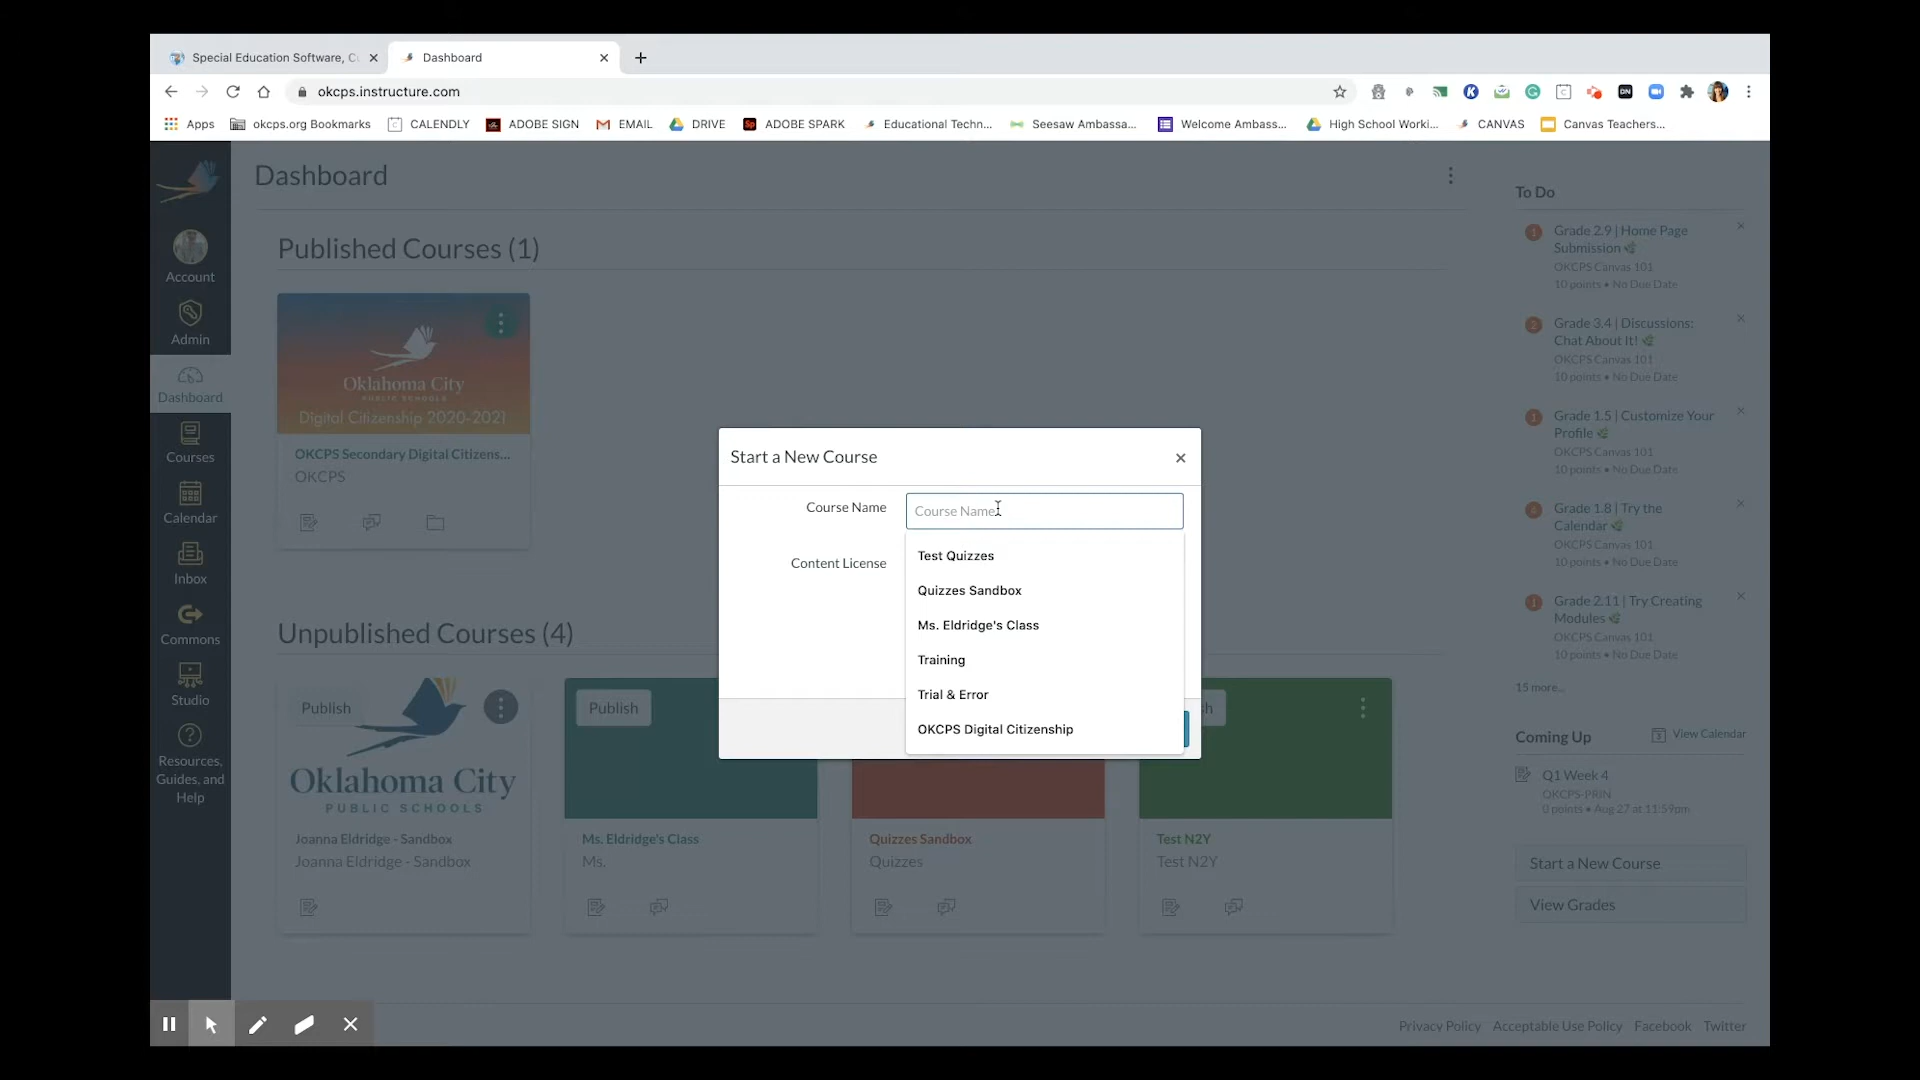 Special Education Software, Cu
Dashboard
okcps.instructure.com
Apps
okcps.org Bookmarks
CALENDLY
ADOBE SIGN
EMAIL
DRIVE
ADOBE SPARK
Educational Techn...
Seesaw Ambassa...
Welcome Ambass...
High School Worki...
CANVAS
Canvas Teachers...
Account
Admin
Dashboard
Courses
Calendar
Inbox
Commons
Studio
Resources,
Guides, and
Help
Dashboard
Published Courses (1)
Oklahoma City
PUBLIC SCHOOLS
Digital Citizenship 2020-2021
OKCPS Secondary Digital Citizens...
OKCPS
Unpublished Courses (4)
Publish
Oklahoma City
PUBLIC SCHOOLS
Joanna Eldridge - Sandbox
Joanna Eldridge - Sandbox
Publish
Ms. Eldridge's Class
Ms.
Quizzes Sandbox
Quizzes
Test N2Y
Test N2Y
Start a New Course
Course Name
Course Name
Content License
Test Quizzes
Quizzes Sandbox
Ms. Eldridge's Class
Training
Trial & Error
OKCPS Digital Citizenship
To Do
1 Grade 2.9 | Home Page
Submission
OKCPS Canvas 101
10 points • No Due Date
2 Grade 3.4 | Discussions:
Chat About It!
OKCPS Canvas 101
10 points • No Due Date
Grade 1.5 | Customize Your
Profile
OKCPS Canvas 101
10 points • No Due Date
Grade 1.8 | Try the
Calendar
OKCPS Canvas 101
10 points • No Due Date
Grade 2.11 | Try Creating
Modules
OKCPS Canvas 101
10 points • No Due Date
15 more...
Coming Up
View Calendar
Q1 Week 4
OKCPS-PRIN
0 points • Aug 27 at 11:59pm
Start a New Course
View Grades
Privacy Policy
Acceptable Use Policy
Facebook
Twitter